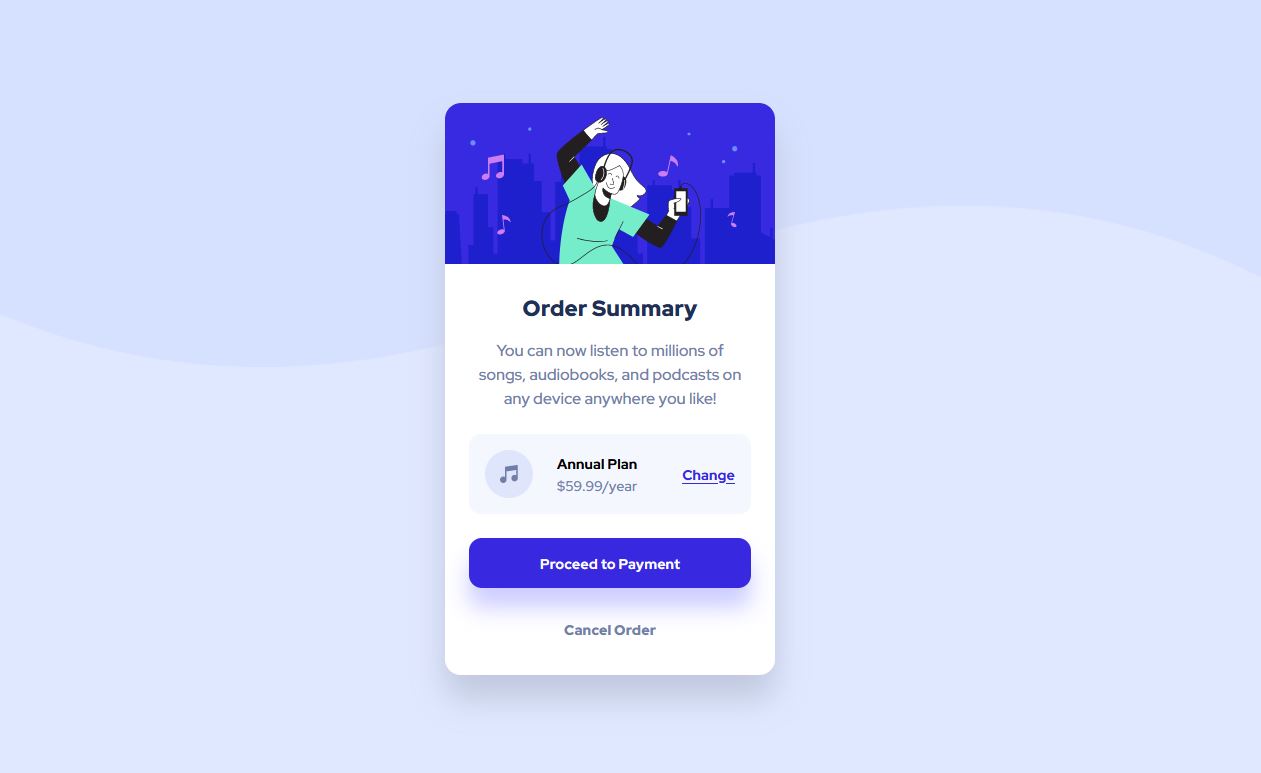 Order Summary
You can now listen to millions of
songs, audiobooks, and podcasts on
any device anywhere you like!
Annual Plan
$59.99/year
Change
Proceed to Payment
Cancel Order